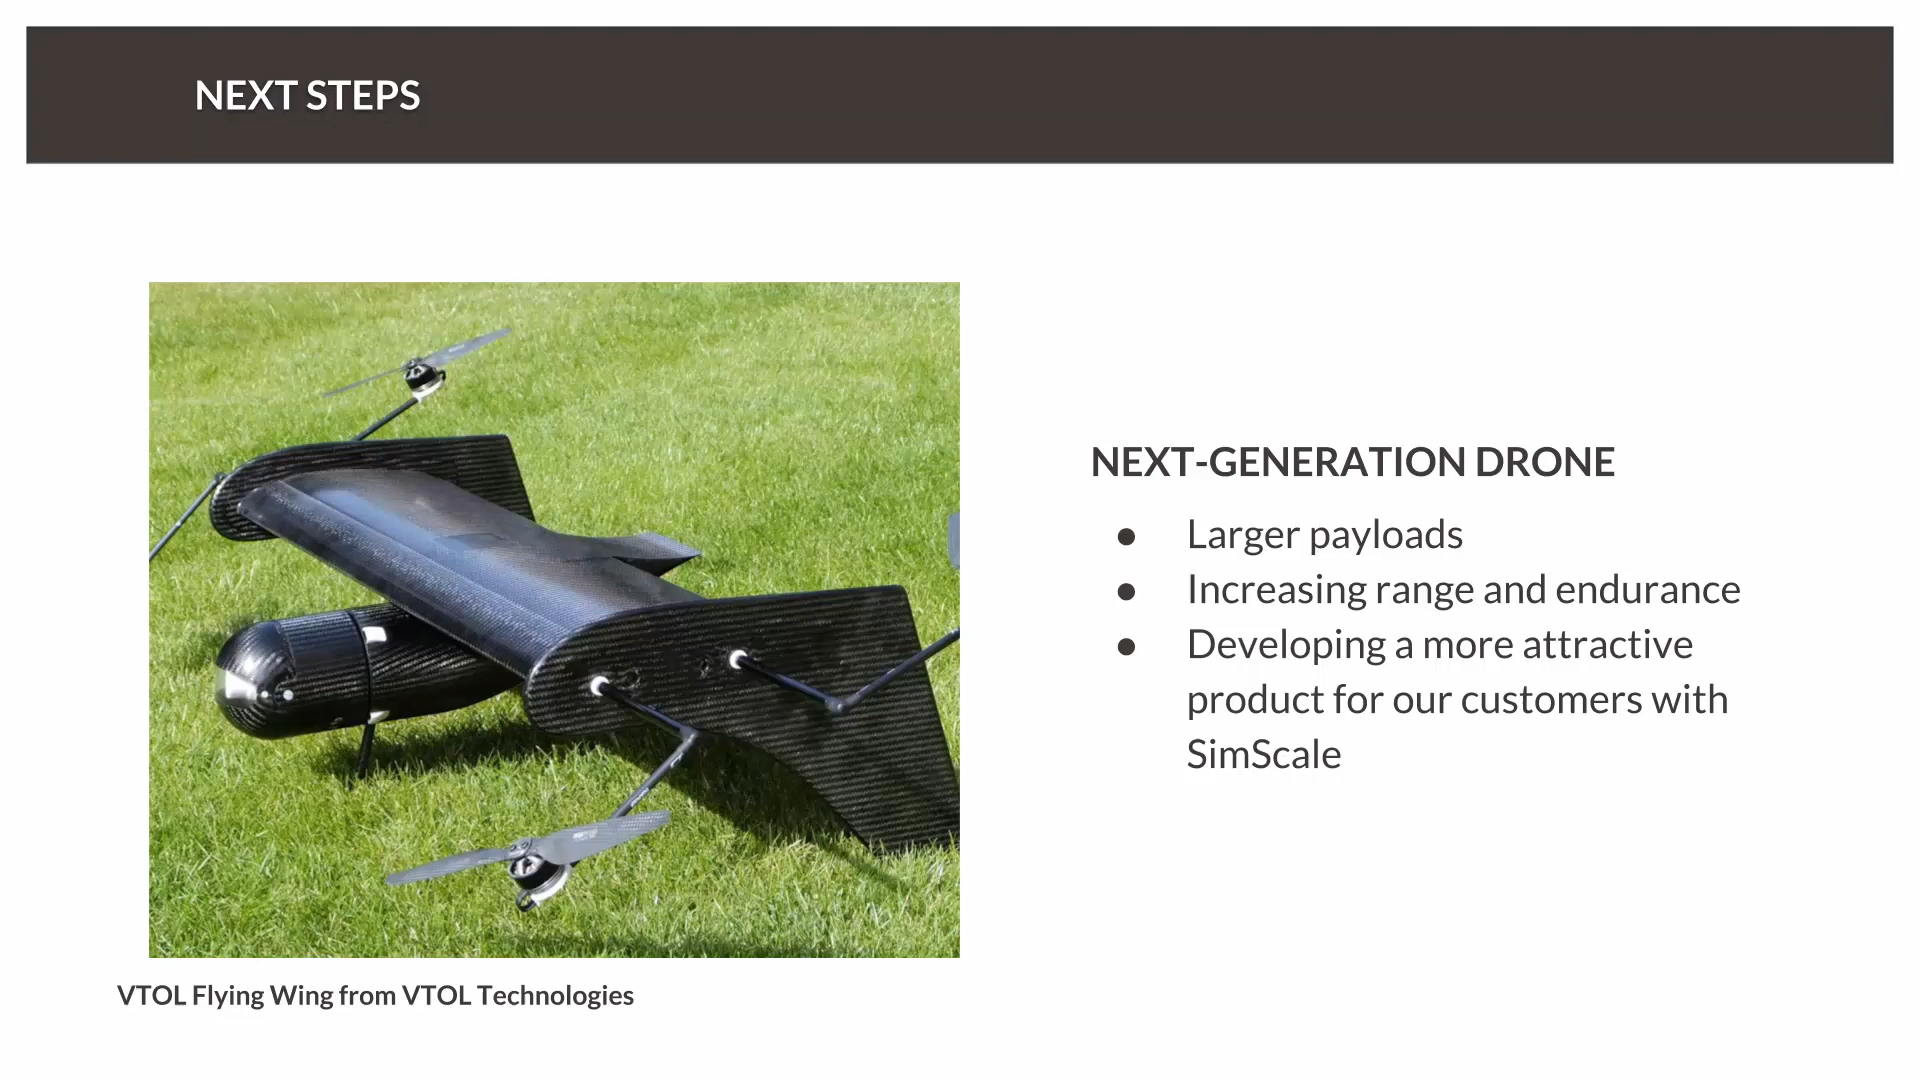 NEXT STEPS
NEXT-GENERATION DRONE
● Larger payloads
● Increasing range and endurance
● Developing a more attractive
product for our customers with
SimScale
VTOL Flying Wing from VTOL Technologies